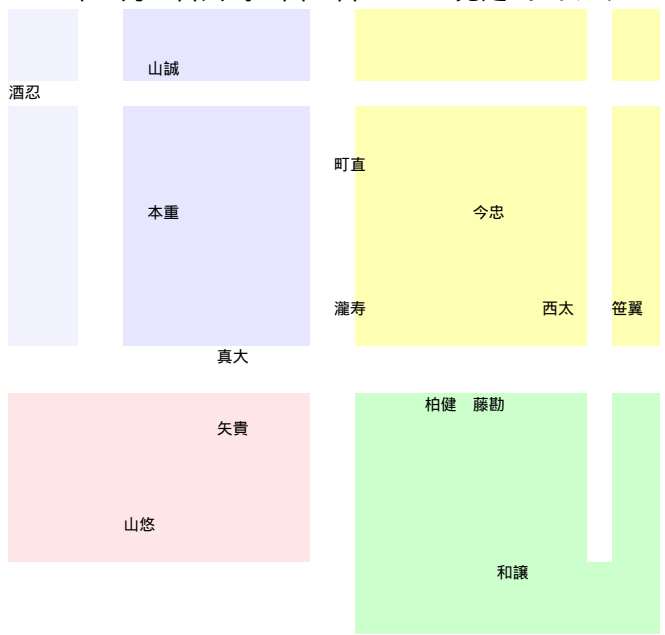 山誠
酒忍
町直
本重 今忠
瀧寿 西太 笹翼
真大
柏健 藤勘
矢貴
山悠
和譲